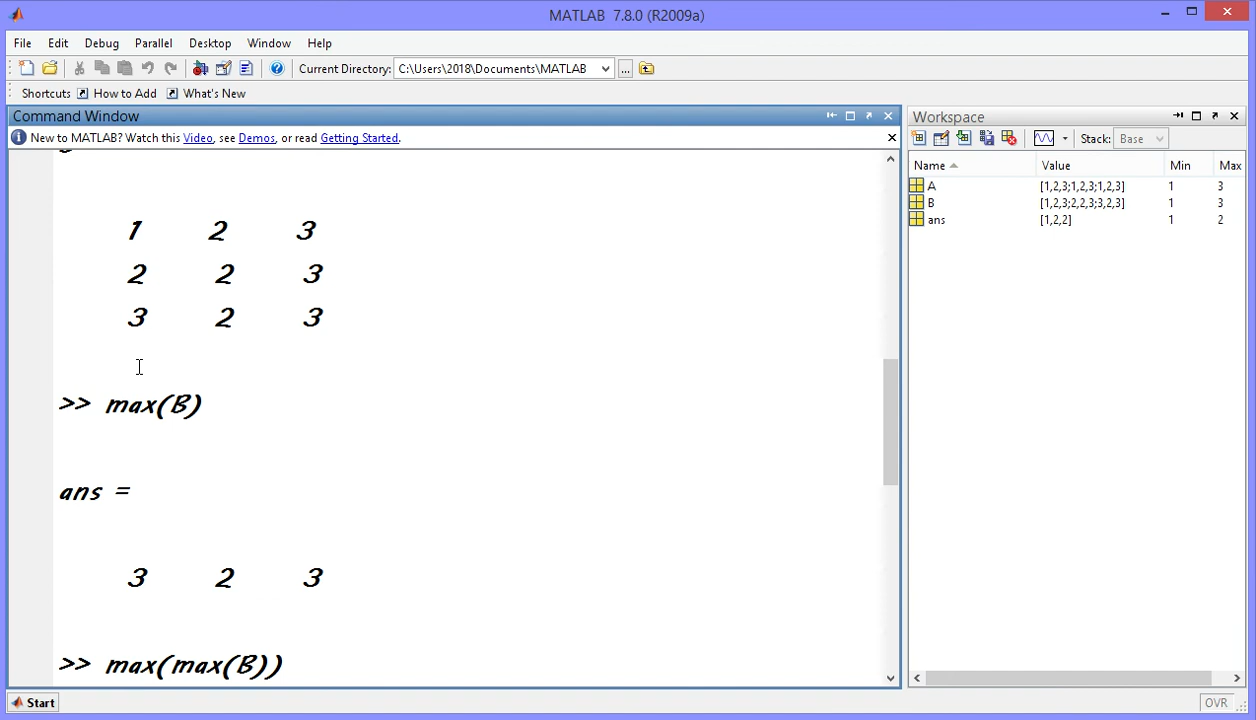 MATLAB 7.8.0 (R2009a)
File Edit Debug Parallel Desktop Window Help
Current Directory: C:\Users\2018\Documents\MATLAB ...
Shortcuts How to Add What's New
Command Window
New to MATLAB? Watch this Video, see Demos, or read Getting Started.
1 2 3
2 2 3
3 2 3
>> max(B)
ans =
3 2 3
>> max(max(B))
Workspace
Stack: Base
Name Value Min Max
A [1,2,3;1,2,3;1,2,3] 1 3
B [1,2,3;2,2,3;3,2,3] 1 3
ans [1,2,2] 1 2
Start
OVR